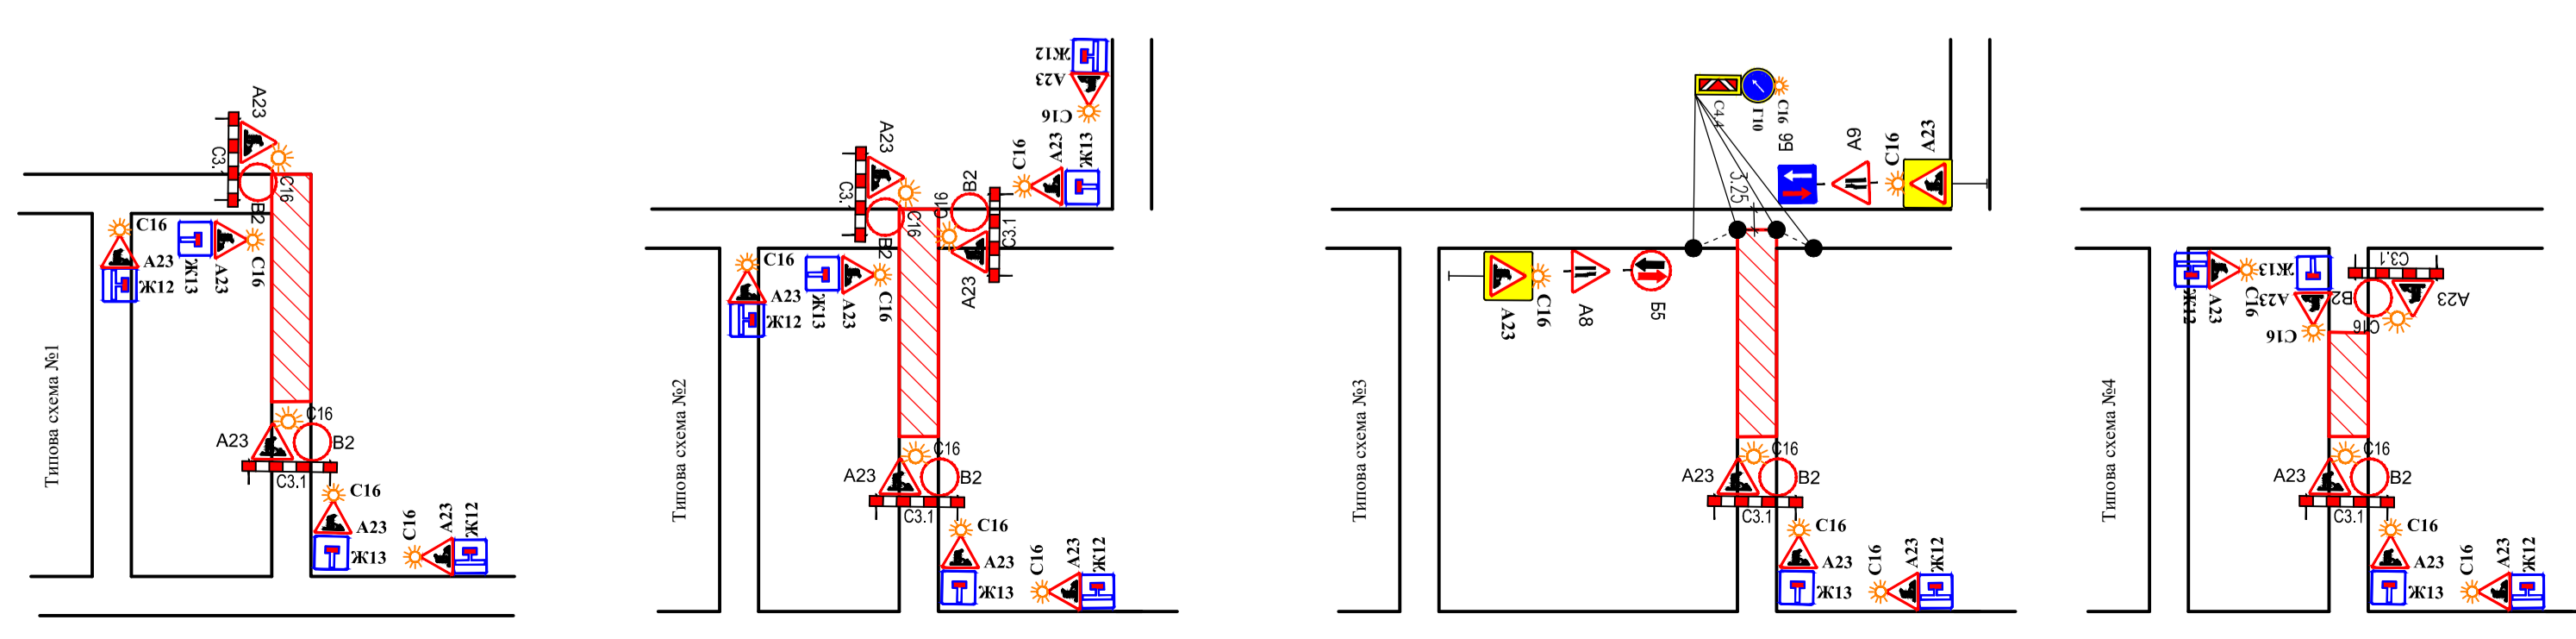 Типова схема №1
А23
С3.
С16
В2
С16
А23
Ж12
Ж13
А23
С16
С16
А23
В2
С3.1
С16
А23
Ж13
С16
А23
Ж12
Типова схема №2
Ж12
А23
С16
С16
А23
Ж13
А23
С3.
С16
В2
С16
В2
С3.1
А23
С16
А23
Ж12
Ж13
А23
С16
С16
А23
В2
С3.1
С16
А23
Ж13
С16
А23
Ж12
Типова схема №3
С4.4
Г10
С16
Б6
А9
С16
А23
3.25
А23
С16
А8
Б5
С16
А23
В2
С3.1
С16
А23
Ж13
С16
А23
Ж12
Типова схема №4
Ж12
А23
С16
Ж13
А23
С16
С3.1
В2
А23
С16
С16
А23
В2
С3.1
С16
А23
Ж13
С16
А23
Ж12